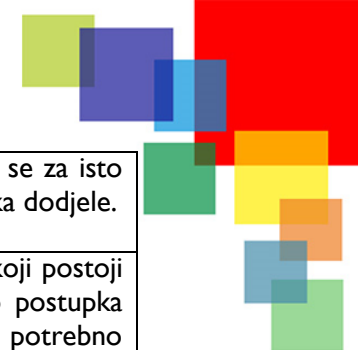 se za isto
ka dodjele.
koji postoji
postupka
potrebno